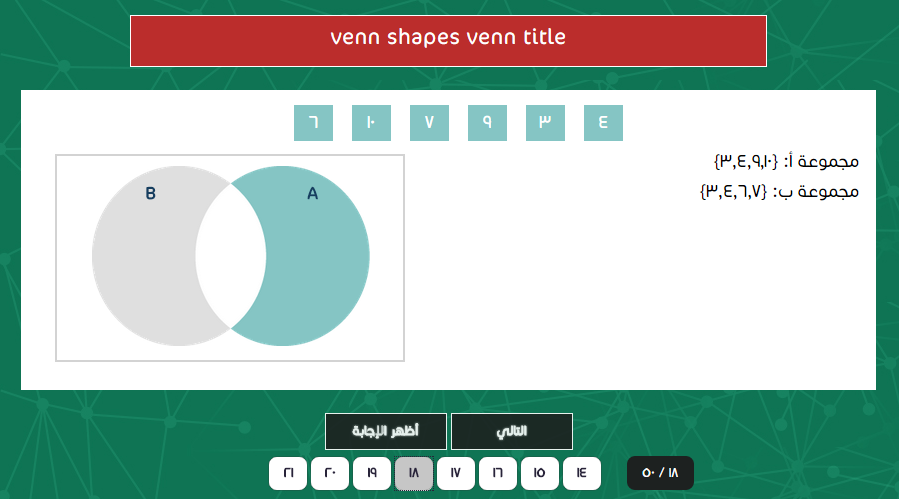 venn shapes venn title
٤ ٣ ٩ ٧ ١٠ ٦
مجموعة أ: {٣,٤,٩,١٠}
مجموعة ب: {٣,٤,٦,٧}
B A
التالي أظهر الإجابة
١٨ / ٥٠ ١٤ ١٥ ١٦ ١٧ ١٨ ١٩ ٢٠ ٢١